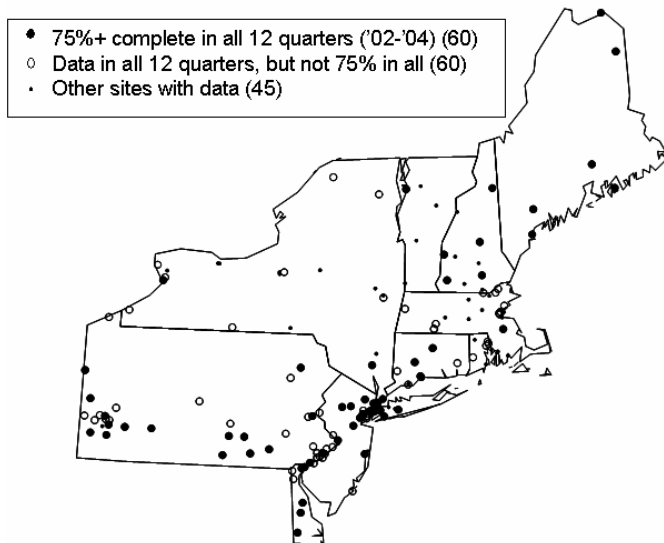 75%+ complete in all 12 quarters ('02-'04) (60)
Data in all 12 quarters, but not 75% in all (60)
Other sites with data (45)